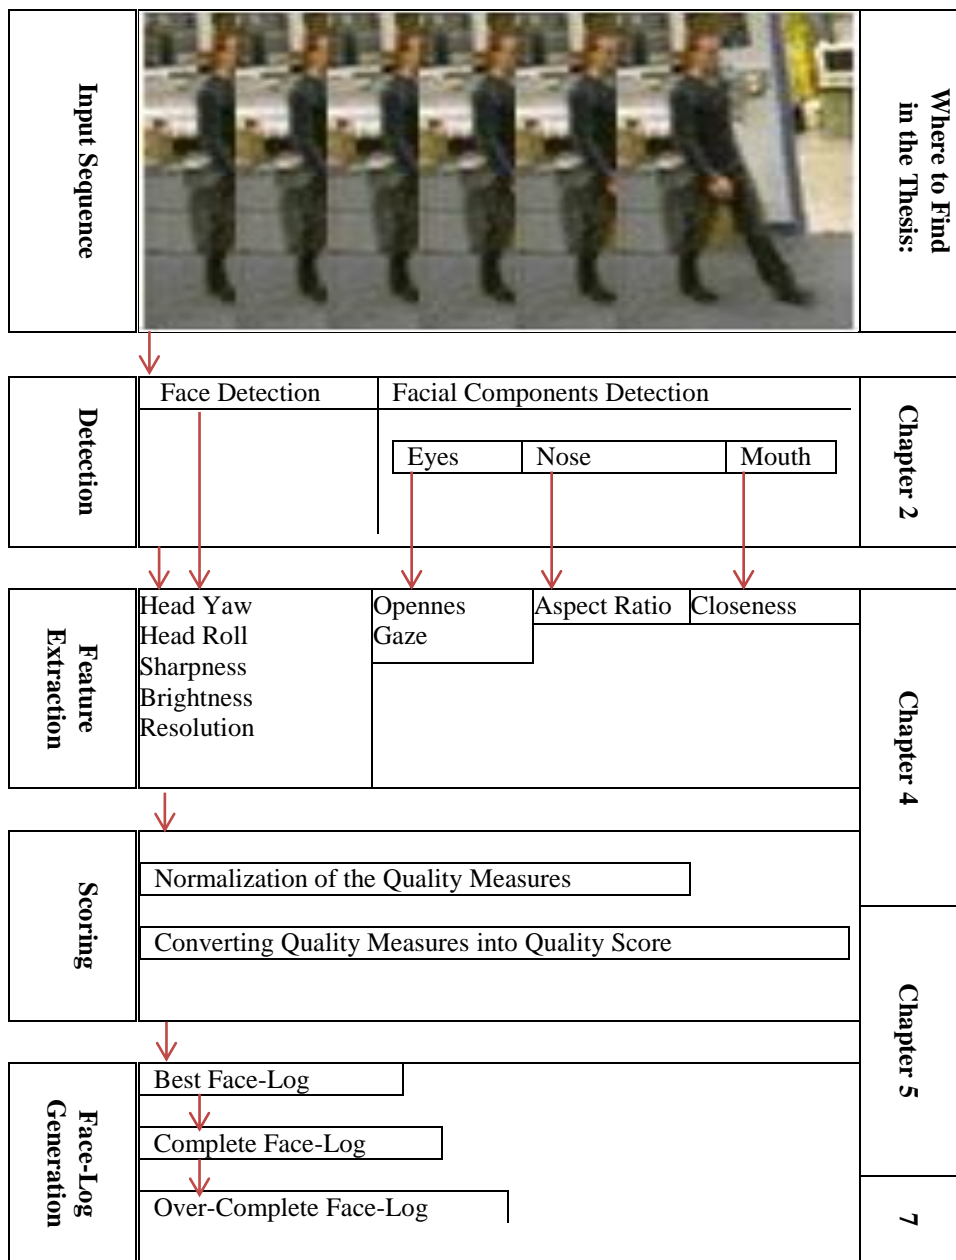 Input Sequence
Where to Find
in the Thesis:
Detection
Face Detection
Facial Components Detection
Eyes
Nose
Mouth
Chapter 2
Feature
Extraction
Head Yaw
Head Roll
Sharpness
Brightness
Resolution
Opennes
Gaze
Aspect Ratio
Closeness
Chapter 4
Scoring
Normalization of the Quality Measures
Converting Quality Measures into Quality Score
Chapter 5
Face-Log
Generation
Best Face-Log
Complete Face-Log
Over-Complete Face-Log
7